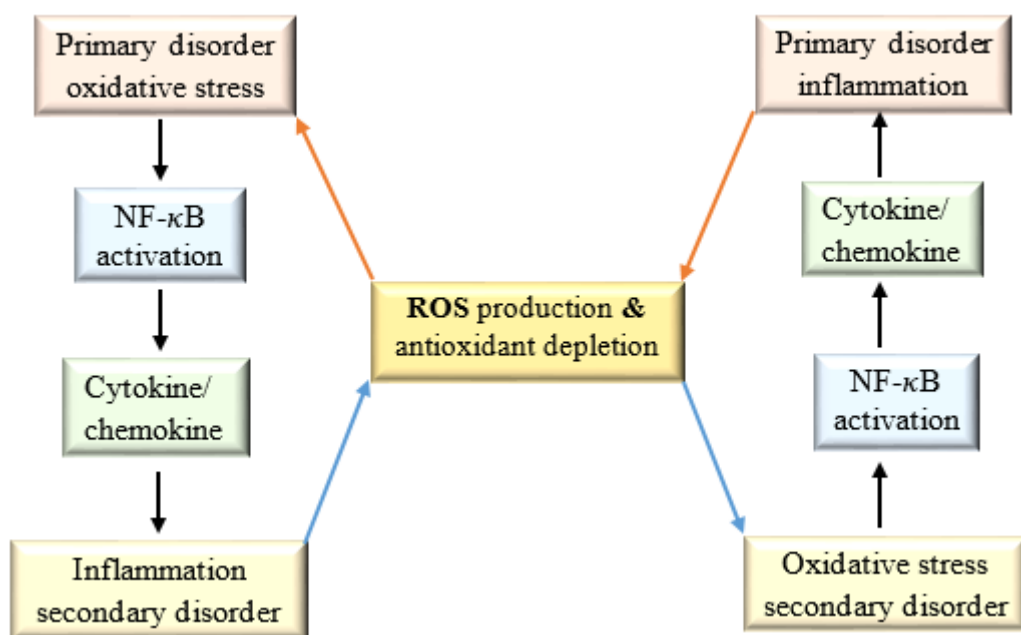 Primary disorder
oxidative stress
NF-κB
activation
Cytokine/
chemokine
Inflammation
secondary disorder
ROS production &
antioxidant depletion
Primary disorder
inflammation
Cytokine/
chemokine
NF-κB
activation
Oxidative stress
secondary disorder